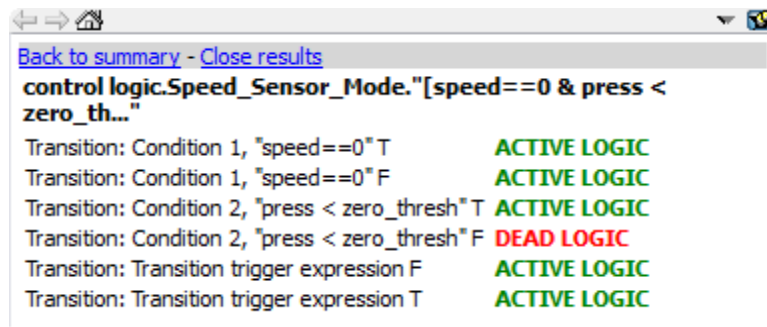 Back to summary - Close results
control logic.Speed_Sensor_Mode."[speed==0 & press <
zero_th..."
Transition: Condition 1, "speed==0" T ACTIVE LOGIC
Transition: Condition 1, "speed==0" F ACTIVE LOGIC
Transition: Condition 2, "press < zero_thresh" T ACTIVE LOGIC
Transition: Condition 2, "press < zero_thresh" F DEAD LOGIC
Transition: Transition trigger expression F ACTIVE LOGIC
Transition: Transition trigger expression T ACTIVE LOGIC